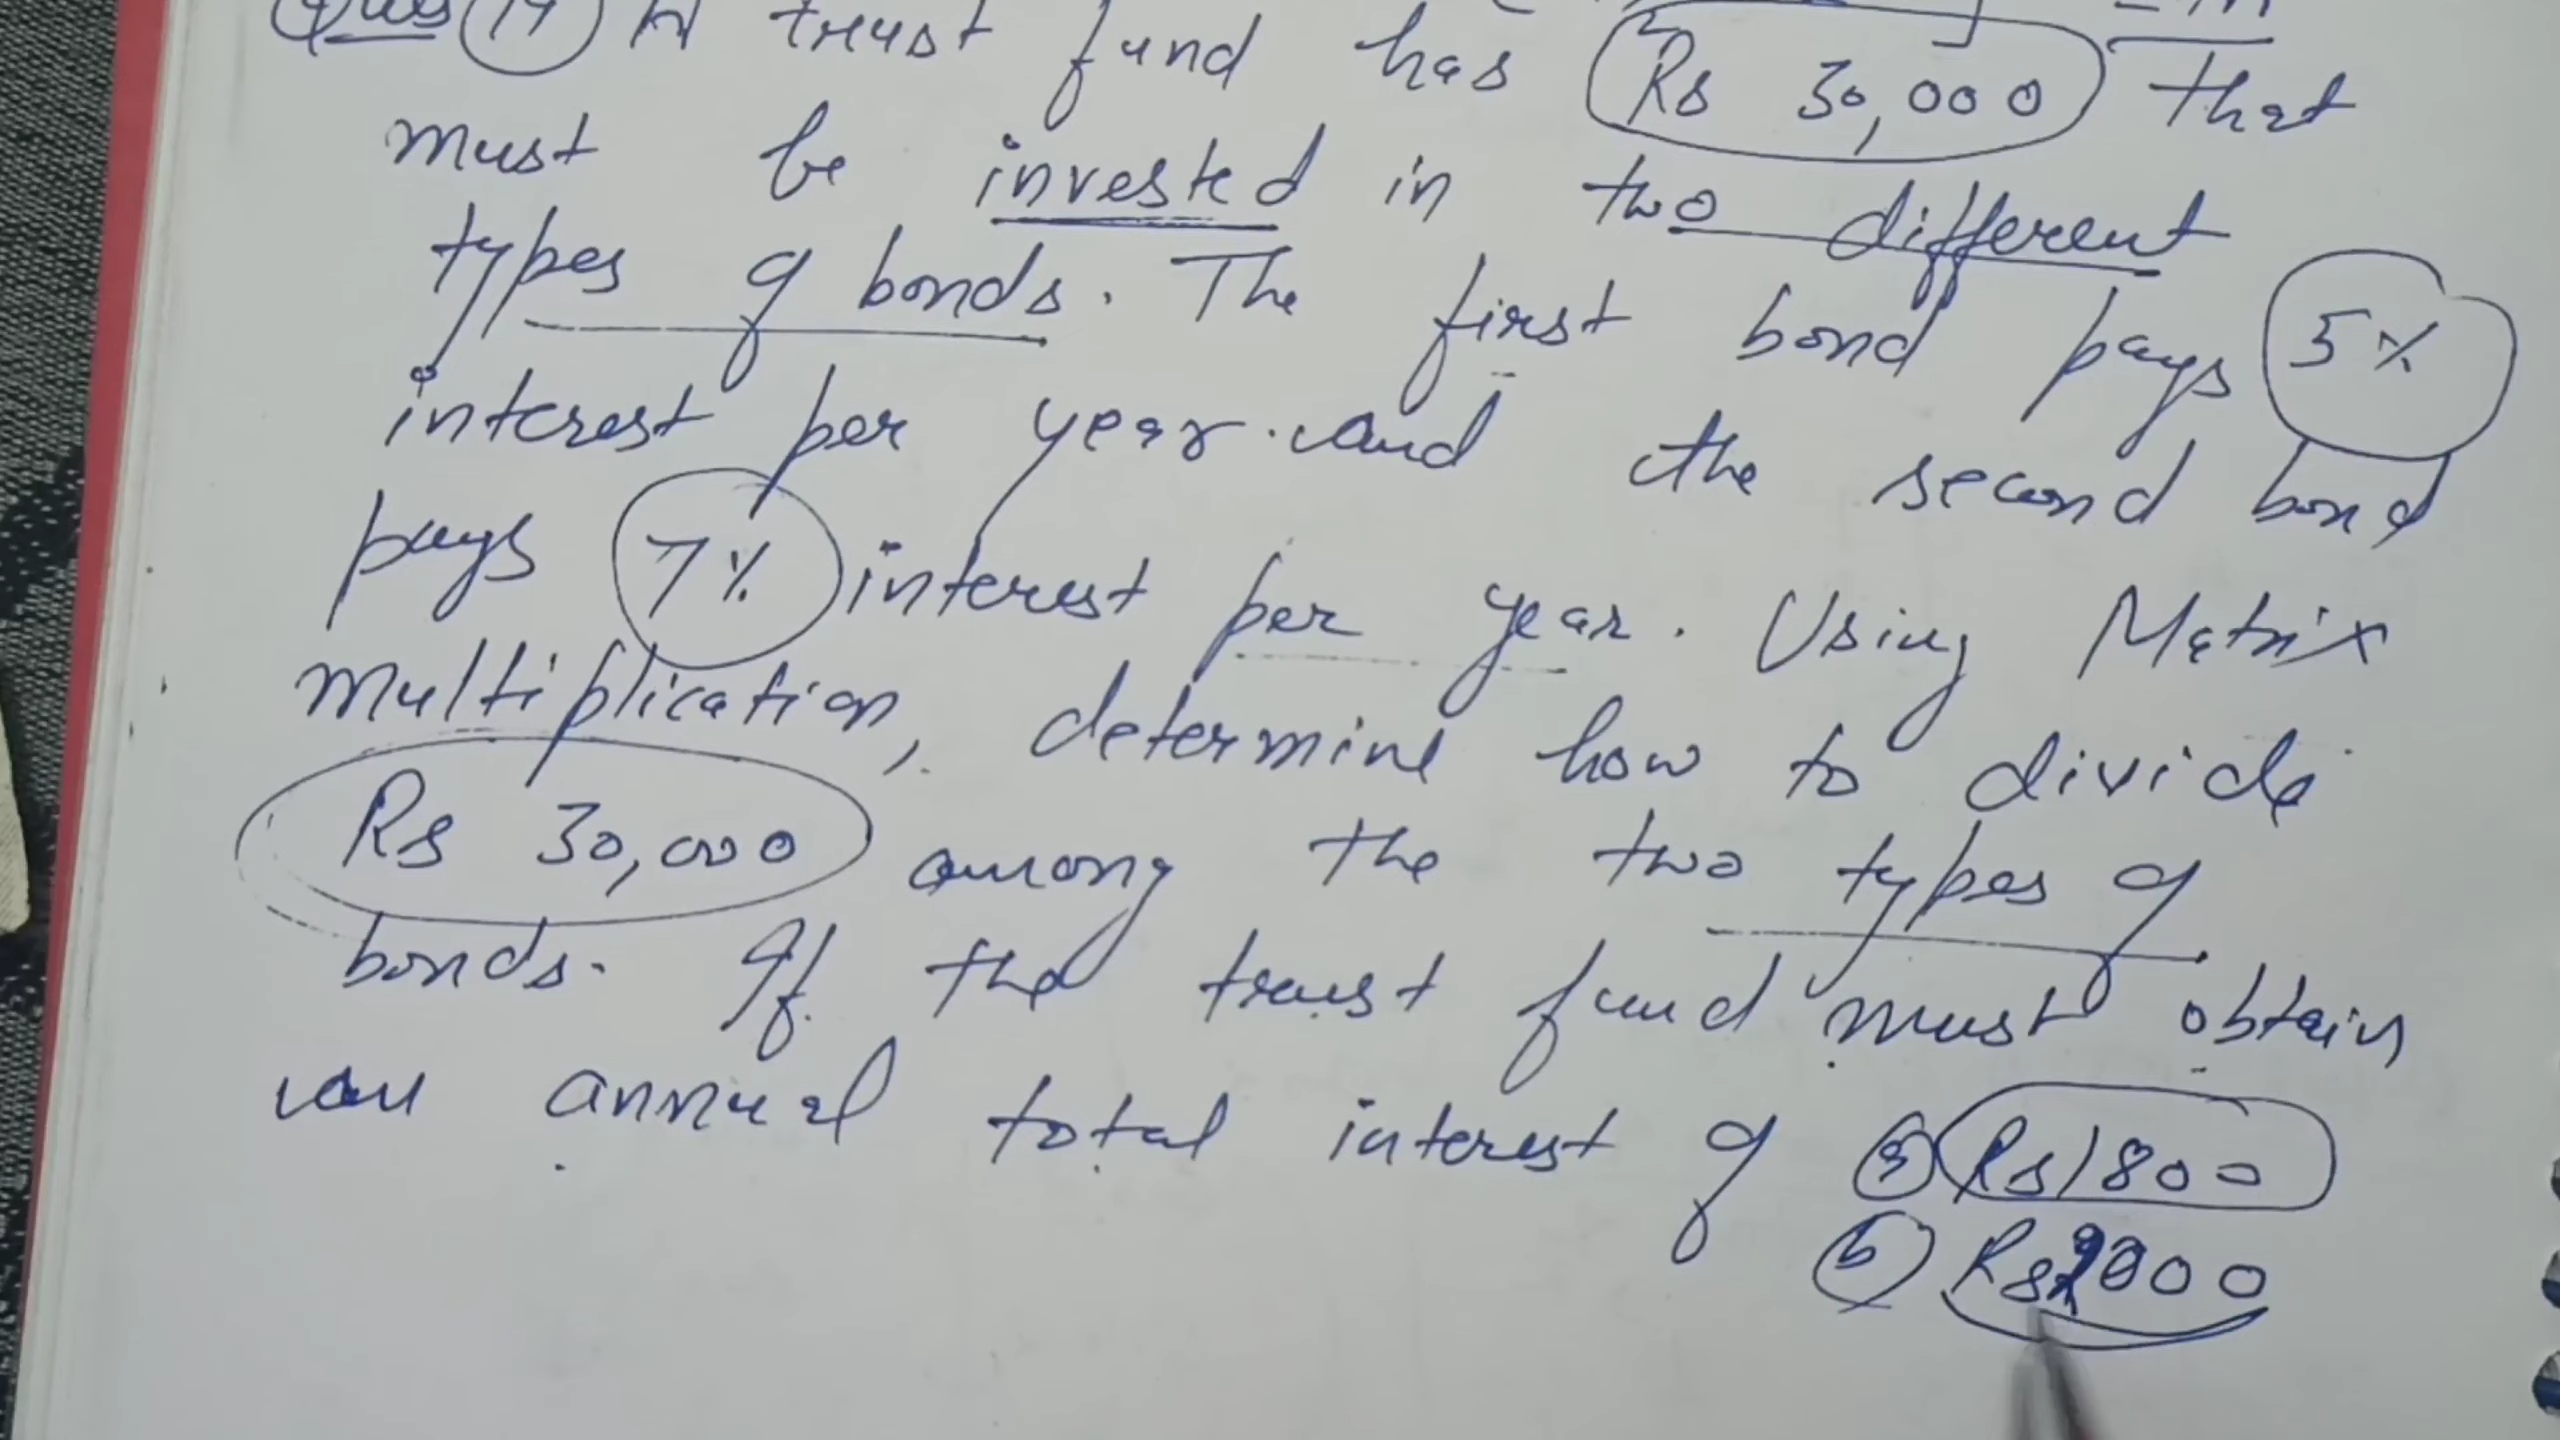 Ques 19 A trust fund has Rs 30,000 that
must be invested in two different
types of bonds. The first bond pays 5%
interest per year. and the second bond
pays 7% interest per year. Using Matrix
Multiplication, determine how to divide
Rs 30,000 among the two types of
bonds. If the trust fund must obtain
an annual total interest of (a) Rs 1800
(b) Rs 2000